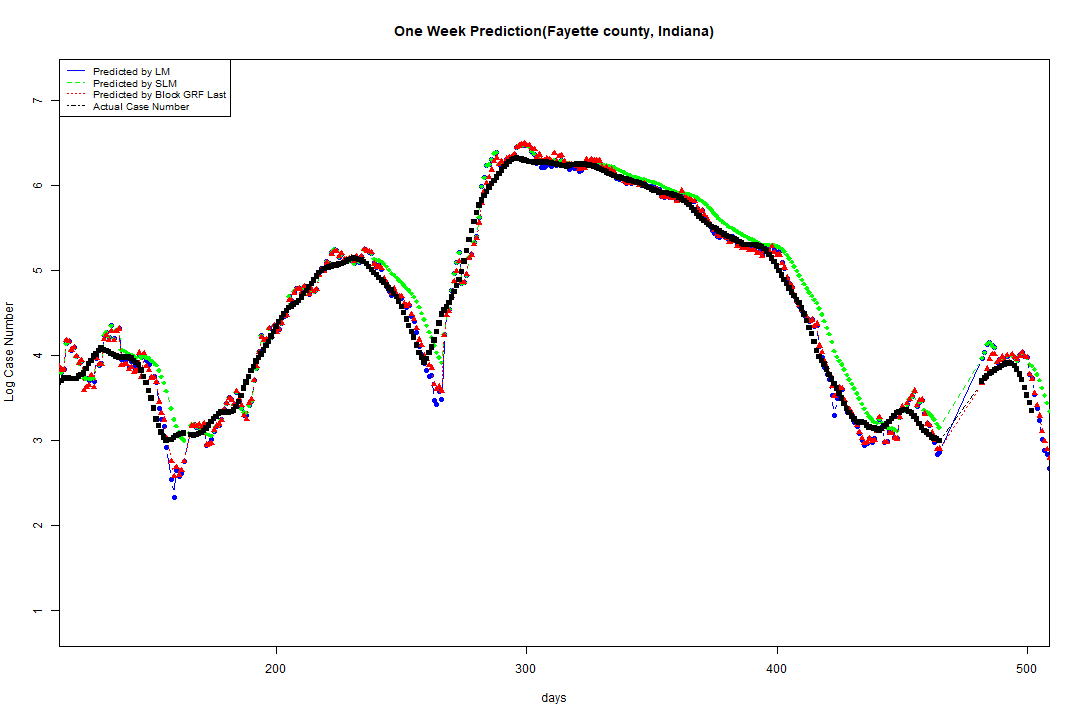 One Week Prediction(Fayette county, Indiana)
Predicted by LM
Predicted by SLM
Predicted by Block GRF Last
Actual Case Number
Log Case Number
7
6
5
4
3
2
1
200 300 400 500
days